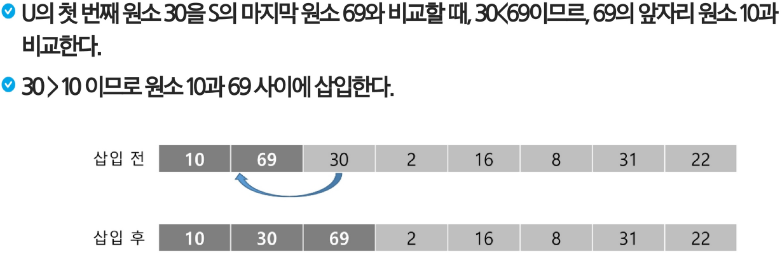 U의 첫 번째 원소 30을 S의 마지막 원소 69와 비교할 때, 30<69이므로, 69의 앞자리 원소 10과
비교한다.
30 > 10 이므로 원소 10과 69 사이에 삽입한다.
삽입 전 10 69 30 2 16 8 31 22
삽입 후 10 30 69 2 16 8 31 22